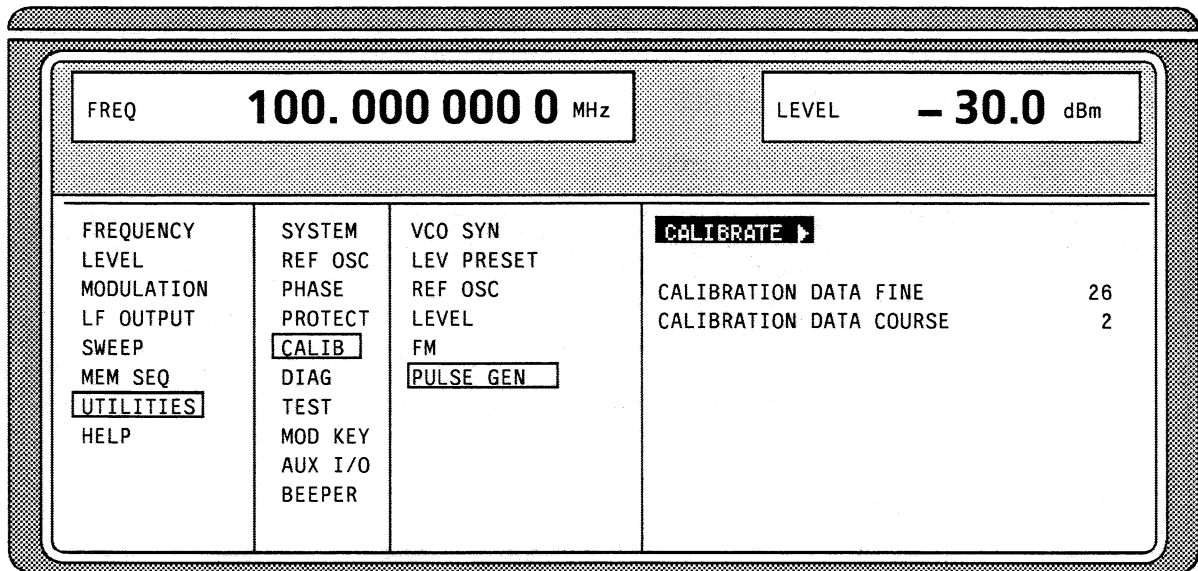 FREQ 100. 000 000 0 MHz
LEVEL – 30.0 dBm
FREQUENCY
LEVEL
MODULATION
LF OUTPUT
SWEEP
MEM SEQ
UTILITIES
HELP
SYSTEM
REF OSC
PHASE
PROTECT
CALIB
DIAG
TEST
MOD KEY
AUX I/O
BEEPER
VCO SYN
LEV PRESET
REF OSC
LEVEL
FM
PULSE GEN
CALIBRATE ▶
CALIBRATION DATA FINE 26
CALIBRATION DATA COURSE 2